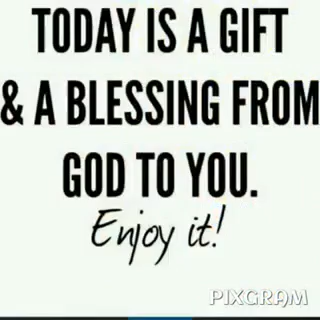 TODAY IS A GIFT
& A BLESSING FROM
GOD TO YOU.
Enjoy it!
PIXGRAM